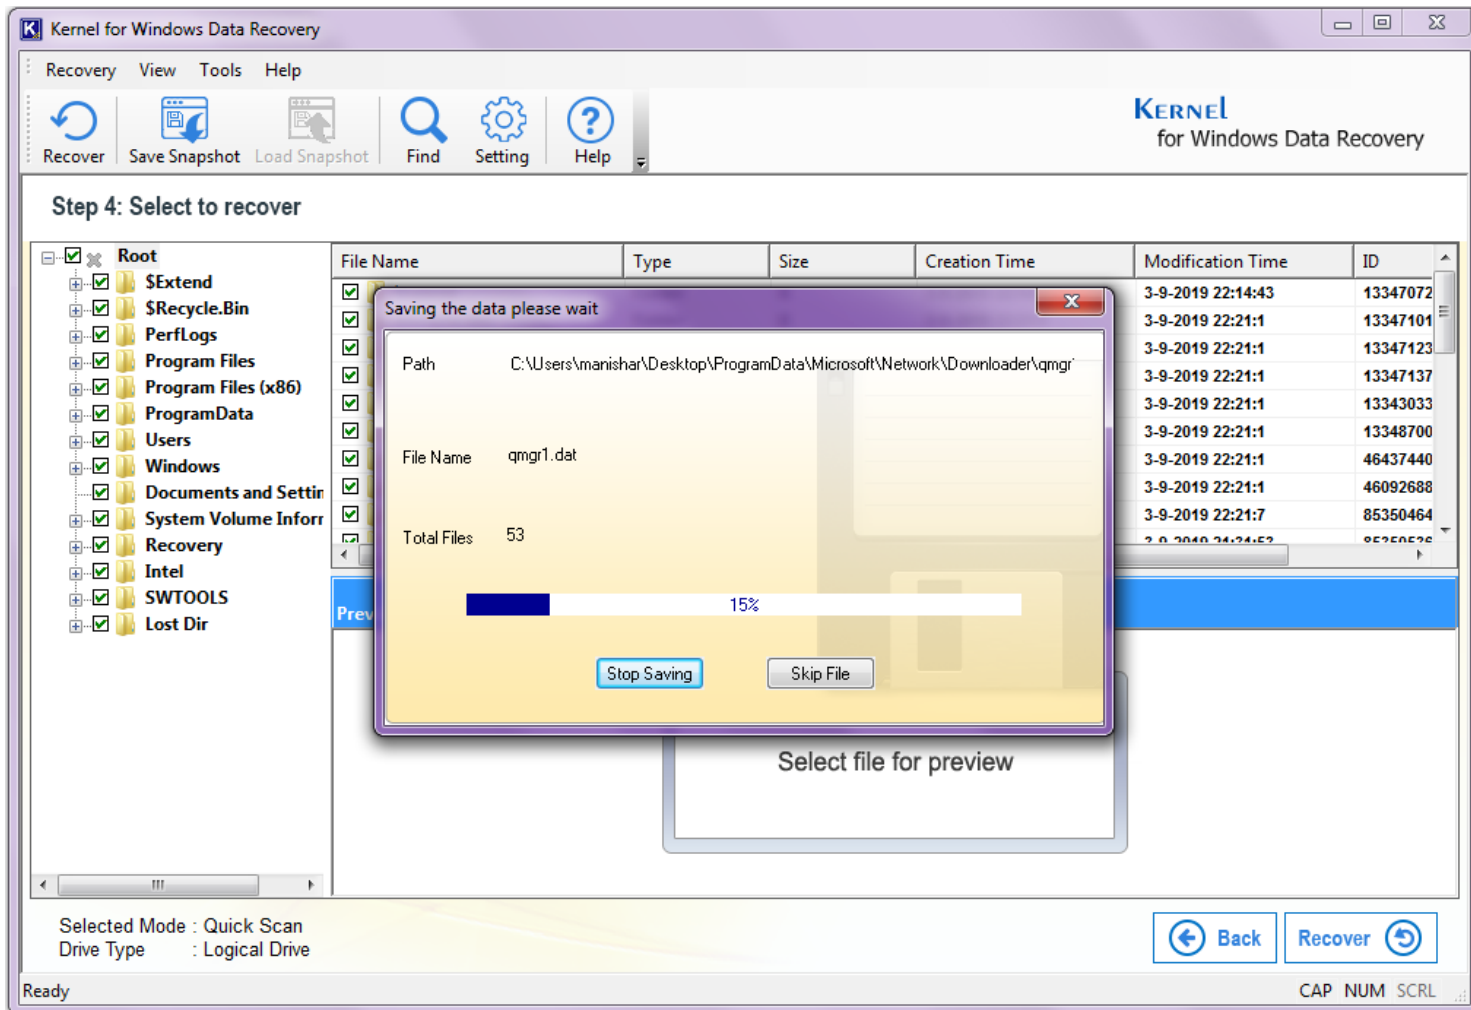 Kernel for Windows Data Recovery
Recovery View Tools Help
Recover Save Snapshot Load Snapshot Find Setting Help
KERNEL
for Windows Data Recovery
Step 4: Select to recover
Root
$Extend
$Recycle.Bin
PerfLogs
Program Files
Program Files (x86)
ProgramData
Users
Windows
Documents and Settin
System Volume Inforr
Recovery
Intel
SWTOOLS
Lost Dir
File Name Type Size Creation Time Modification Time ID
3-9-2019 22:14:43 13347072
3-9-2019 22:21:1 13347101
3-9-2019 22:21:1 13347123
3-9-2019 22:21:1 13347137
3-9-2019 22:21:1 13343033
3-9-2019 22:21:1 13348700
3-9-2019 22:21:1 46437440
3-9-2019 22:21:1 46092688
3-9-2019 22:21:7 85350464
Saving the data please wait
Path C:\Users\manishar\Desktop\ProgramData\Microsoft\Network\Downloader\qmgr
File Name qmgr1.dat
Total Files 53
15%
Stop Saving Skip File
Prev
Select file for preview
Selected Mode : Quick Scan
Drive Type : Logical Drive
Back Recover
Ready
CAP NUM SCRL